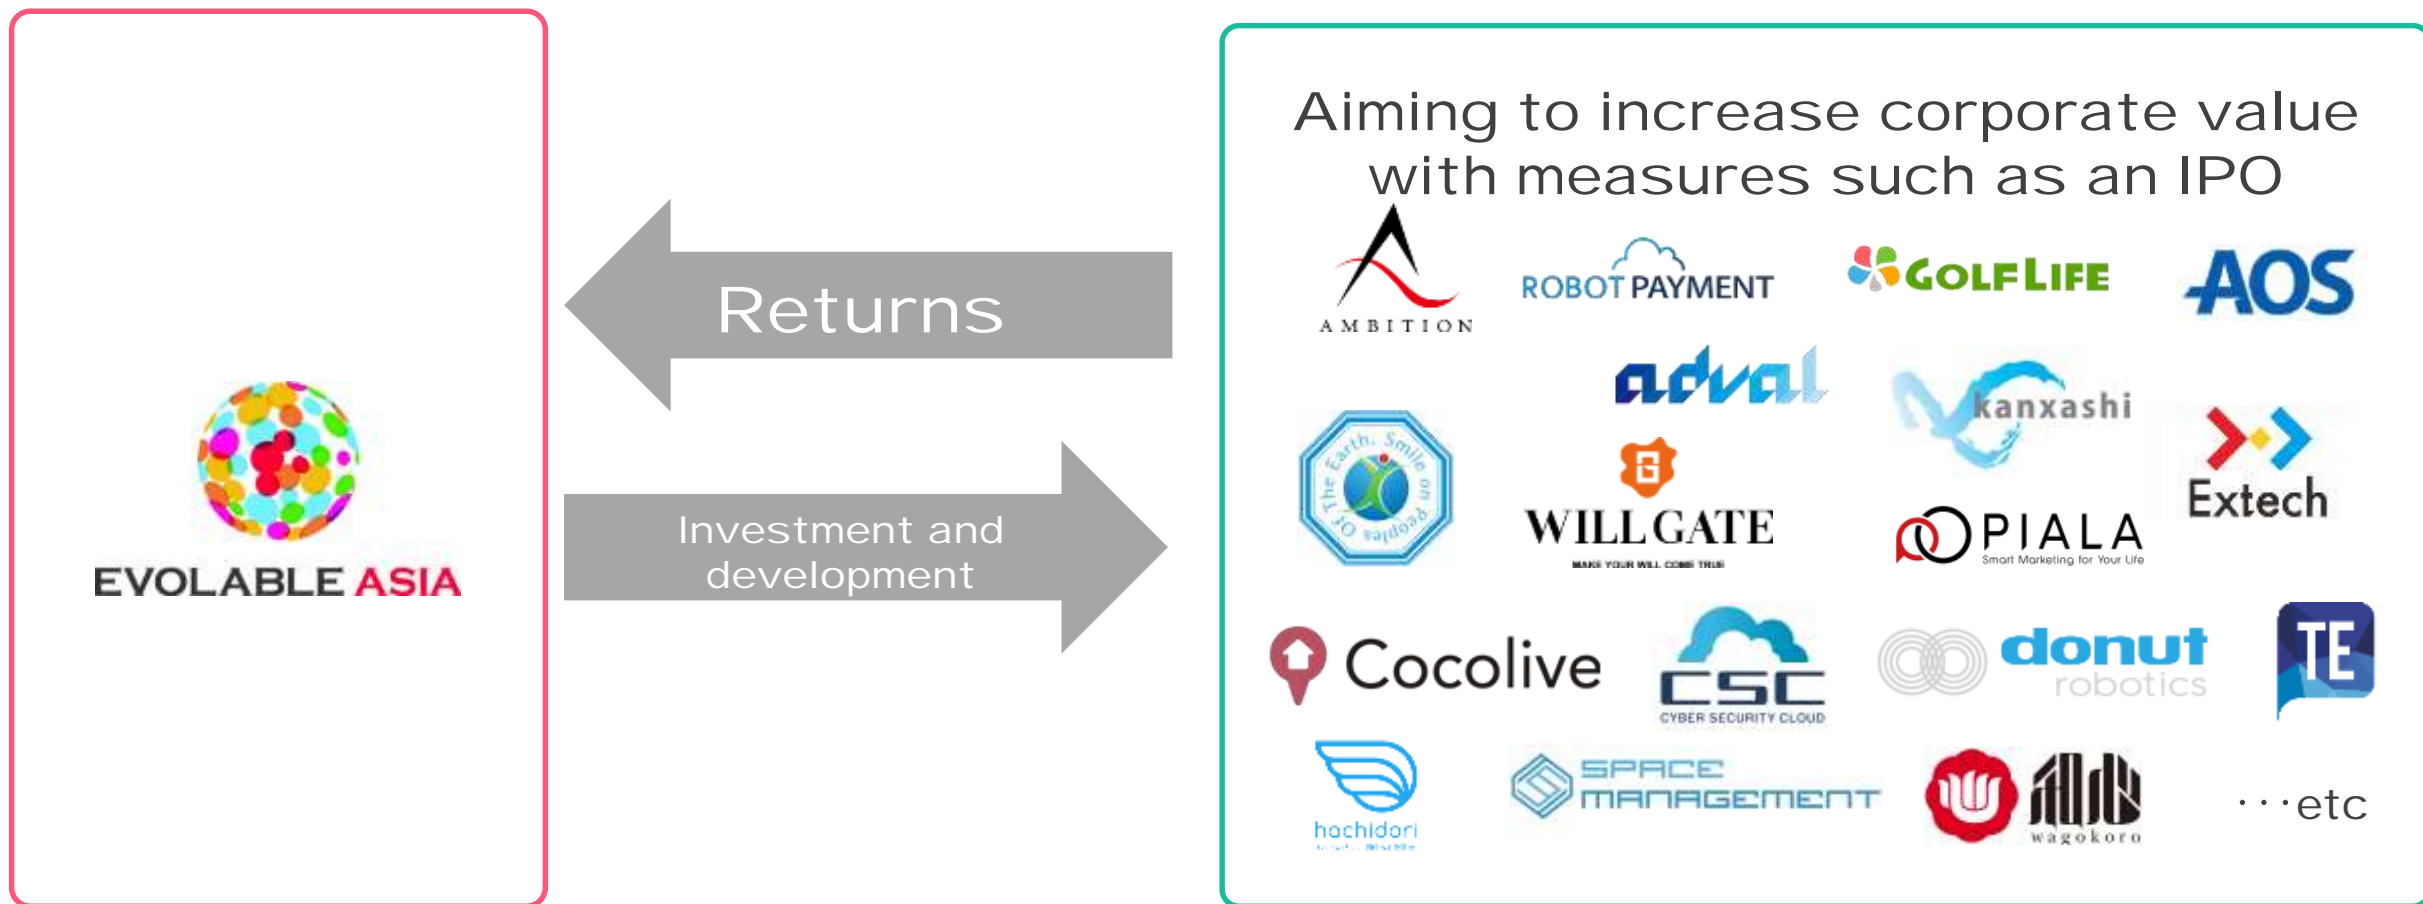 EVOLABLE ASIA
Returns
Investment and
development
Aiming to increase corporate value
with measures such as an IPO
AMBITION
ROBOT PAYMENT
GOLFLIFE
AOS
adval
kanxashi
Of The Earth, Smile on Peoples
WILLGATE
MAKE YOUR WILL COME TRUE
PIALA
Smart Marketing for Your Life
Extech
Cocolive
CSC
CYBER SECURITY CLOUD
donut
robotics
TE
hachidori
SPACE
MANAGEMENT
wagokoro
･･･etc